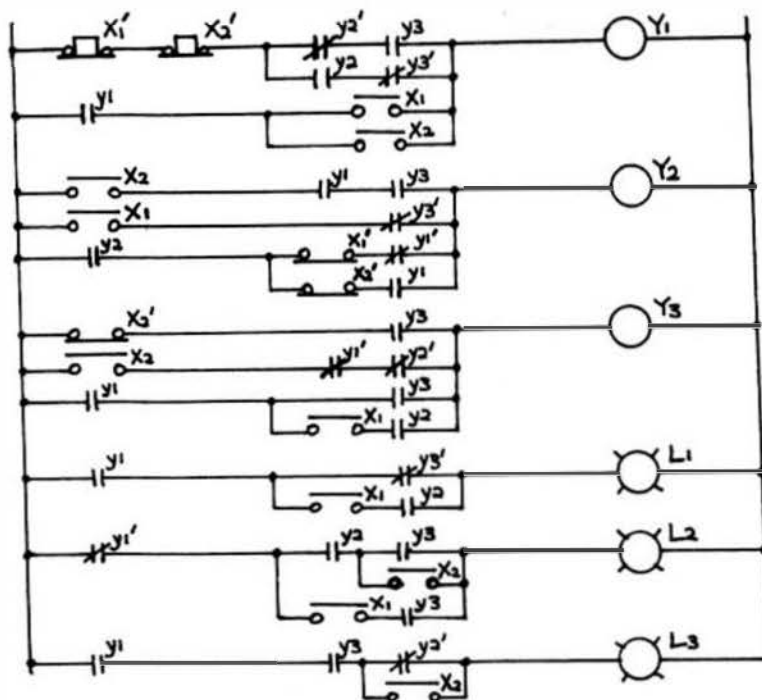 X1' X2' y2' y3 Y1
y2 y3'
y1 X1
X2
X2 y1 y3 Y2
X1 y3'
y2 X1' y1'
X2' y1
X2' y3 Y3
X2 y1' y2'
y1 y3
X1 y2
y1 y3' L1
X1 y2
y1' y2 y3 L2
X2
X1 y3
y1 y3 y2' L3
X2